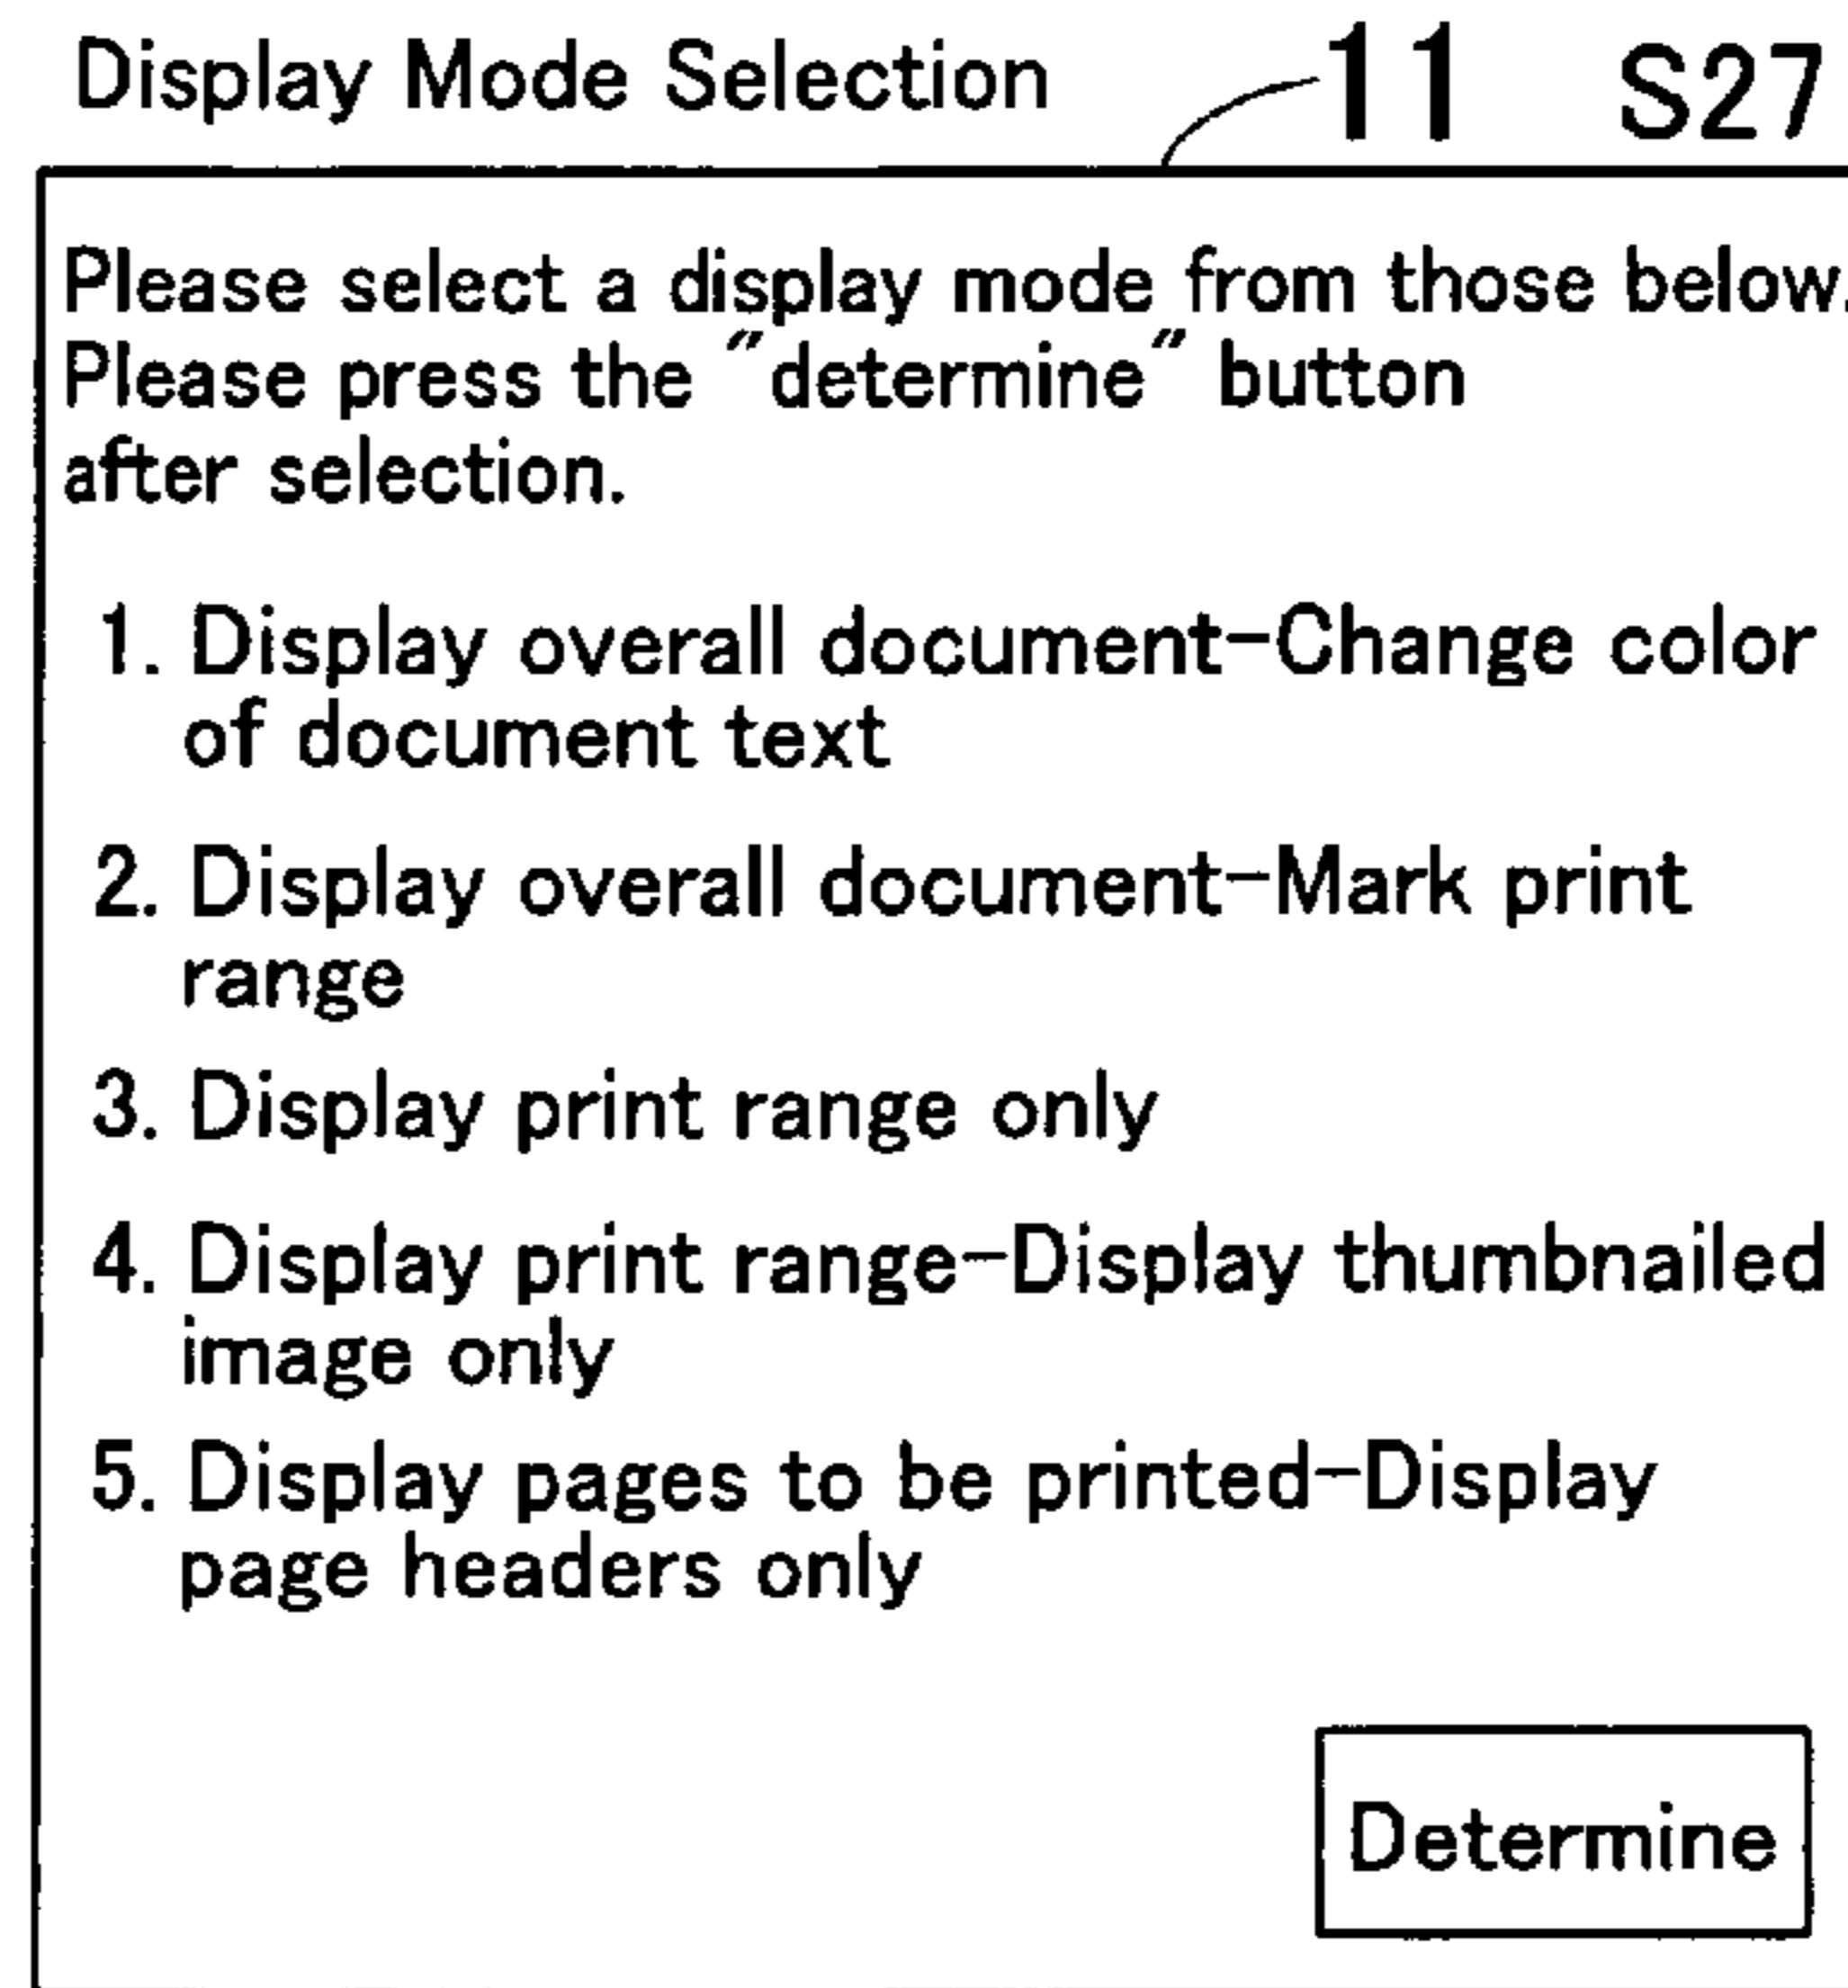 Display Mode Selection 11 S27
Please select a display mode from those below.
Please press the "determine" button
after selection.
1. Display overall document-Change color
of document text
2. Display overall document-Mark print
range
3. Display print range only
4. Display print range-Display thumbnailed
image only
5. Display pages to be printed-Display
page headers only
Determine